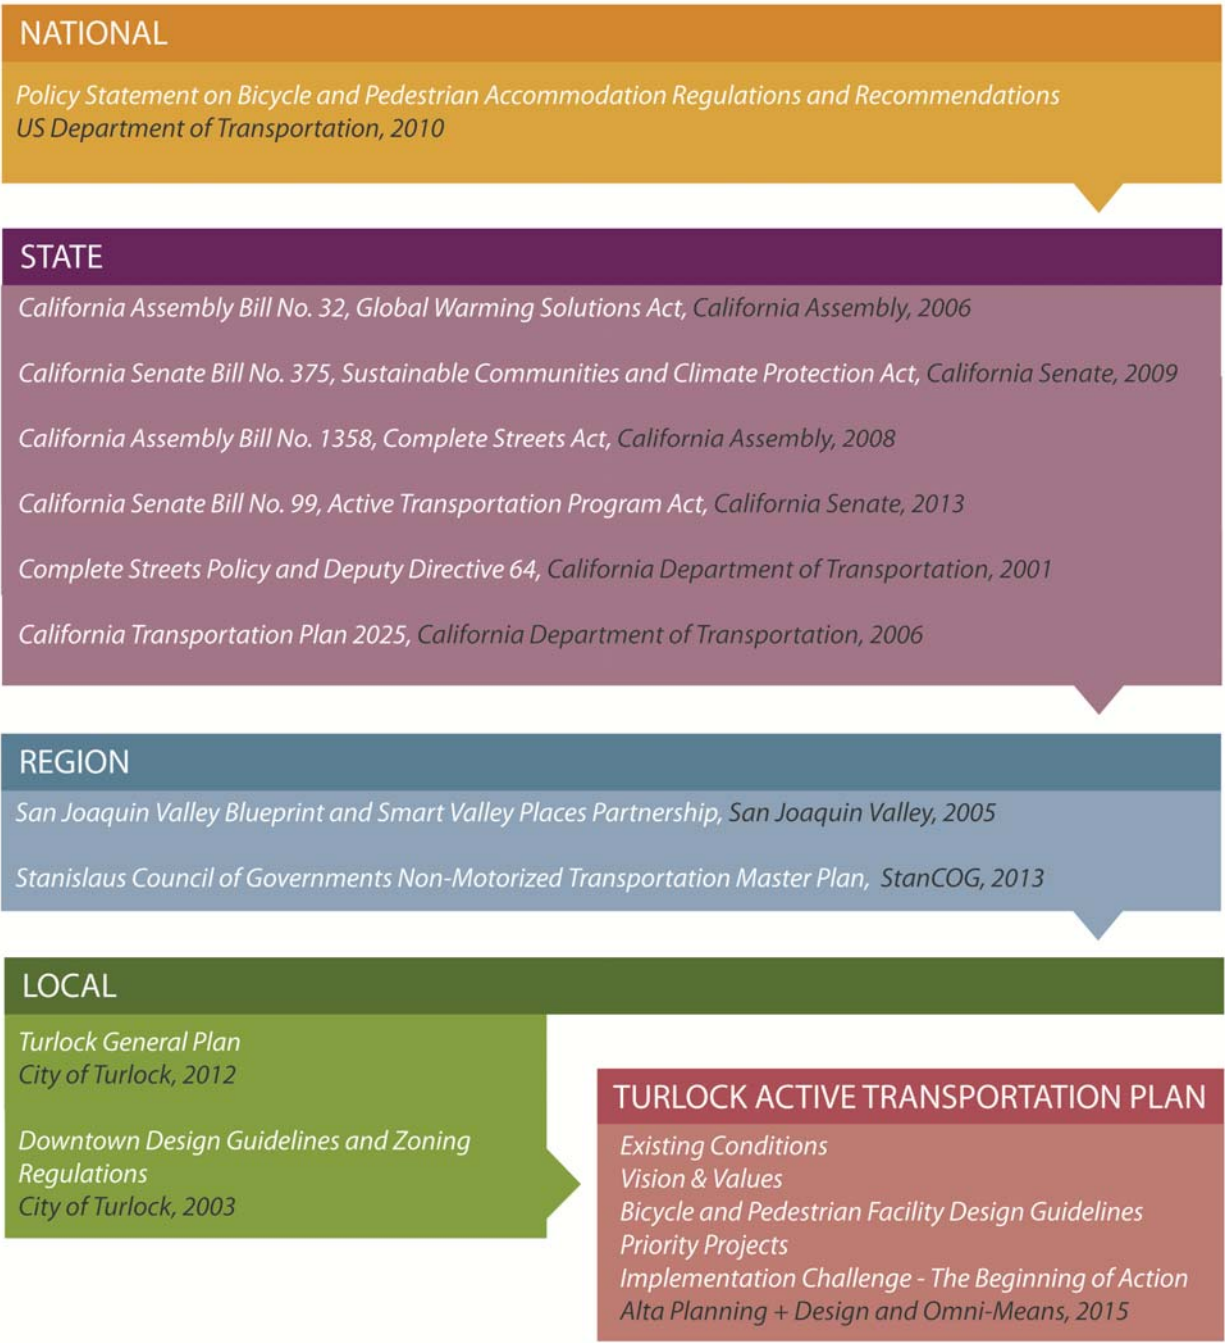 NATIONAL
Policy Statement on Bicycle and Pedestrian Accommodation Regulations and Recommendations
US Department of Transportation, 2010
STATE
California Assembly Bill No. 32, Global Warming Solutions Act, California Assembly, 2006
California Senate Bill No. 375, Sustainable Communities and Climate Protection Act, California Senate, 2009
California Assembly Bill No. 1358, Complete Streets Act, California Assembly, 2008
California Senate Bill No. 99, Active Transportation Program Act, California Senate, 2013
Complete Streets Policy and Deputy Directive 64, California Department of Transportation, 2001
California Transportation Plan 2025, California Department of Transportation, 2006
REGION
San Joaquin Valley Blueprint and Smart Valley Places Partnership, San Joaquin Valley, 2005
Stanislaus Council of Governments Non-Motorized Transportation Master Plan, StanCOG, 2013
LOCAL
Turlock General Plan
City of Turlock, 2012
Downtown Design Guidelines and Zoning
Regulations
City of Turlock, 2003
TURLOCK ACTIVE TRANSPORTATION PLAN
Existing Conditions
Vision & Values
Bicycle and Pedestrian Facility Design Guidelines
Priority Projects
Implementation Challenge - The Beginning of Action
Alta Planning + Design and Omni-Means, 2015